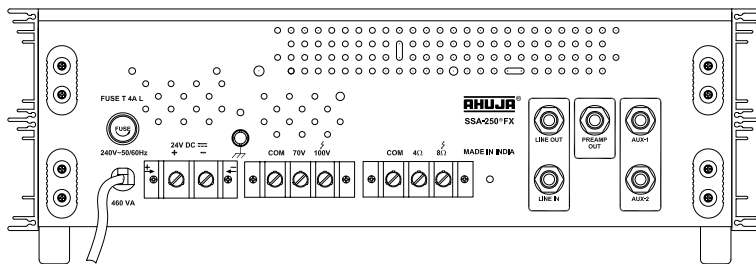 FUSE T 4A L
FUSE
240V~50/60Hz
460 VA
24V DC
+ −
+ −
COM 70V 100V
COM 4Ω 8Ω
AHUJA
SSA-250®FX
MADE IN INDIA
LINE OUT
LINE IN
PREAMP
OUT
AUX-1
AUX-2